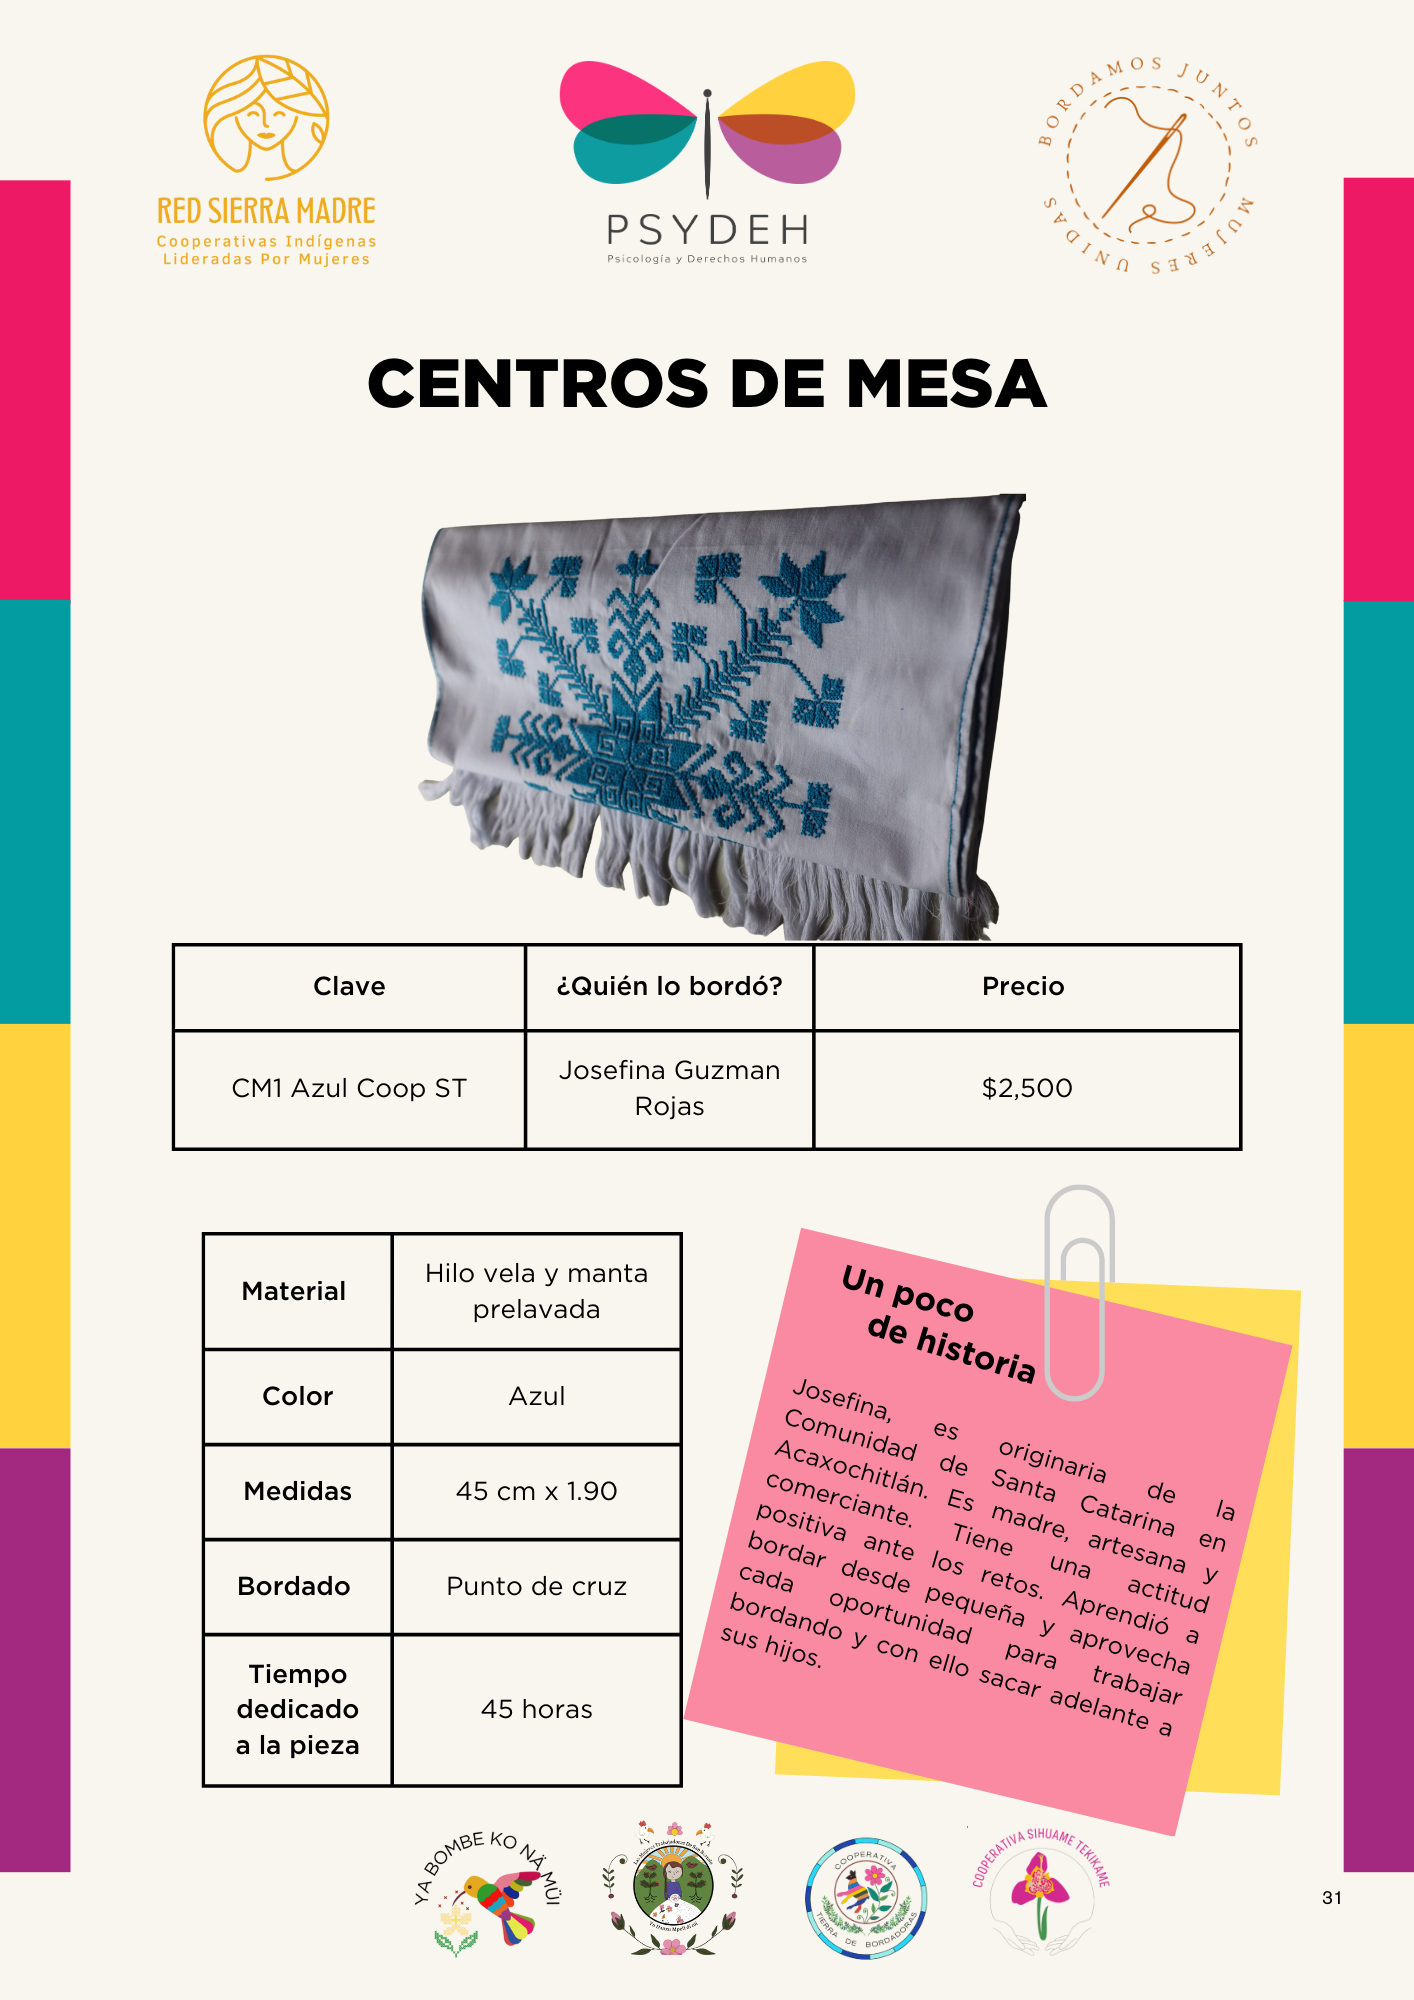 RED SIERRA MADRE
Cooperativas Indígenas
Lideradas Por Mujeres
PSYDEH
Psicología y Derechos Humanos
BORDAMOS JUNTOS
MUJERES UNIDAS
CENTROS DE MESA
Clave
¿Quién lo bordó?
Precio
CM1 Azul Coop ST
Josefina Guzman
Rojas
$2,500
Material
Hilo vela y manta
prelavada
Color
Azul
Medidas
45 cm x 1.90
Bordado
Punto de cruz
Tiempo
dedicado
a la pieza
45 horas
Un poco
de historia
Josefina, es originaria de la
Comunidad de Santa Catarina en
Acaxochitlán. Es madre, artesana y
comerciante. Tiene una actitud
positiva ante los retos. Aprendió a
bordar desde pequeña y aprovecha
cada oportunidad para trabajar
bordando y con ello sacar adelante a
sus hijos.
YA BOMBE KO NÄ MÜI
COOPERATIVA
TIERRA DE BORDADORAS
COOPERATIVA SIHUAME TEKIKAME
31